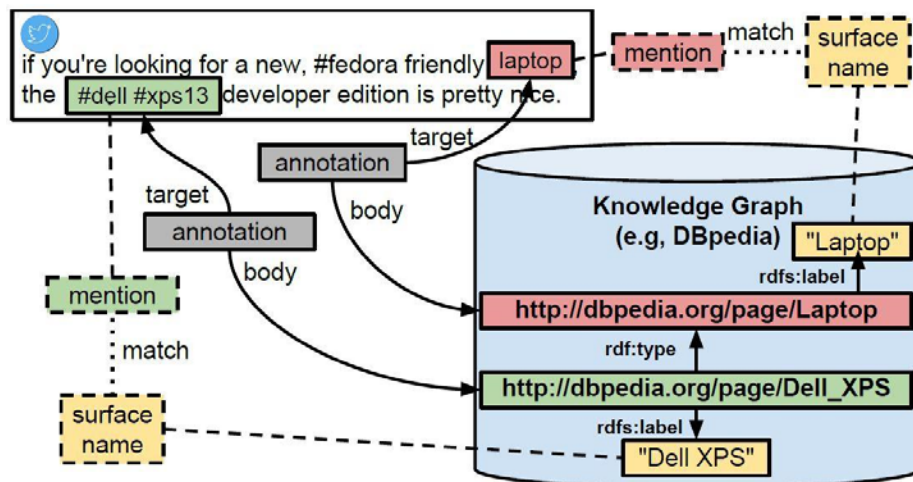 if you're looking for a new, #fedora friendly laptop,
the #dell #xps13 developer edition is pretty nice.
mention
match
surface
name
target
annotation
body
target
annotation
body
mention
match
surface
name
Knowledge Graph
(e.g, DBpedia)
"Laptop"
rdfs:label
http://dbpedia.org/page/Laptop
rdf:type
http://dbpedia.org/page/Dell_XPS
rdfs:label
"Dell XPS"